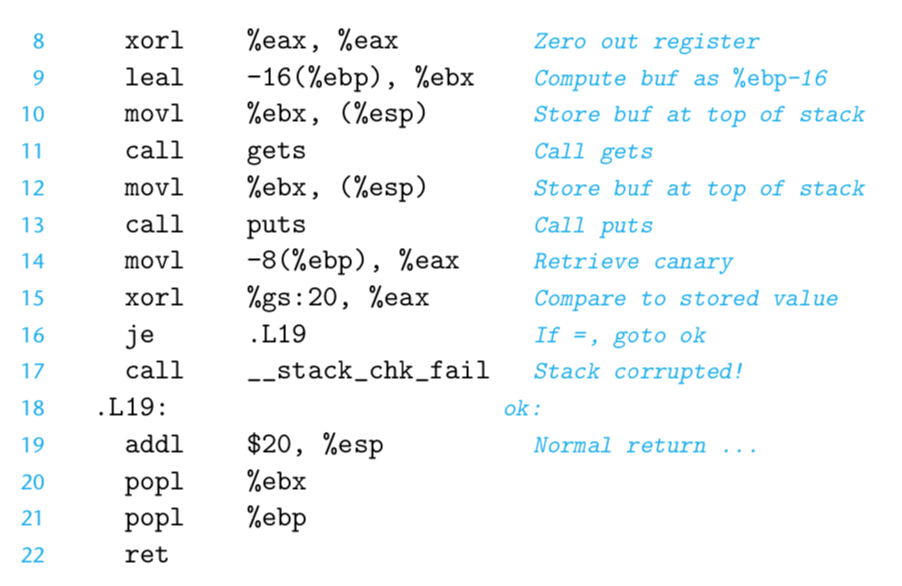 8 xorl %eax, %eax Zero out register
9 leal -16(%ebp), %ebx Compute buf as %ebp-16
10 movl %ebx, (%esp) Store buf at top of stack
11 call gets Call gets
12 movl %ebx, (%esp) Store buf at top of stack
13 call puts Call puts
14 movl -8(%ebp), %eax Retrieve canary
15 xorl %gs:20, %eax Compare to stored value
16 je .L19 If =, goto ok
17 call __stack_chk_fail Stack corrupted!
18 .L19: ok:
19 addl $20, %esp Normal return ...
20 popl %ebx
21 popl %ebp
22 ret